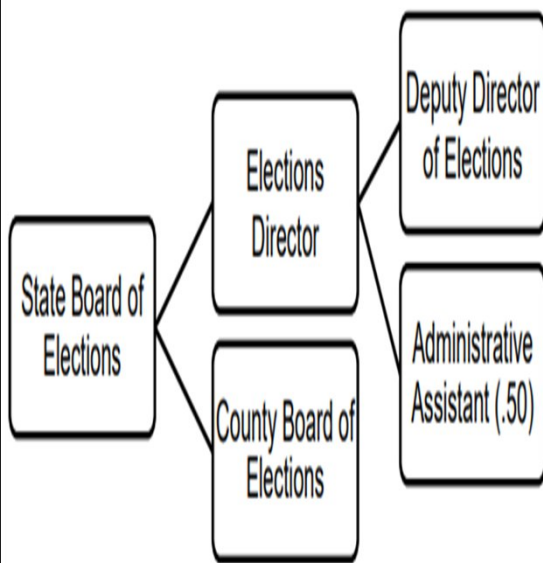 State Board of
Elections
Elections
Director
County Board of
Elections
Deputy Director
of Elections
Administrative
Assistant (.50)